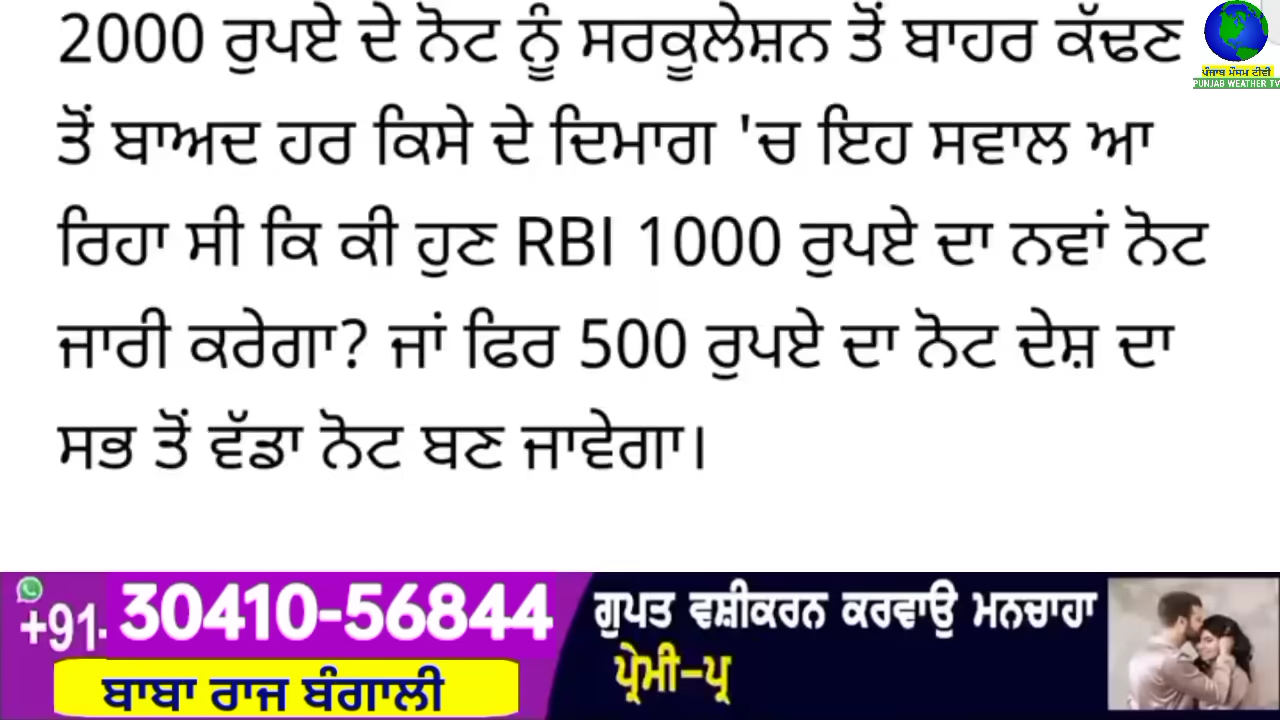 2000 ਰੁਪਏ ਦੇ ਨੋਟ ਨੂੰ ਸਰਕੂਲੇਸ਼ਨ ਤੋਂ ਬਾਹਰ ਕੱਢਣ
ਤੋਂ ਬਾਅਦ ਹਰ ਕਿਸੇ ਦੇ ਦਿਮਾਗ 'ਚ ਇਹ ਸਵਾਲ ਆ
ਰਿਹਾ ਸੀ ਕਿ ਕੀ ਹੁਣ RBI 1000 ਰੁਪਏ ਦਾ ਨਵਾਂ ਨੋਟ
ਜਾਰੀ ਕਰੇਗਾ? ਜਾਂ ਫਿਰ 500 ਰੁਪਏ ਦਾ ਨੋਟ ਦੇਸ਼ ਦਾ
ਸਭ ਤੋਂ ਵੱਡਾ ਨੋਟ ਬਣ ਜਾਵੇਗਾ।
ਪੰਜਾਬ ਮੌਸਮ ਟੀਵੀ
PUNJAB WEATHER TV
+91- 30410-56844
ਬਾਬਾ ਰਾਜ ਬੰਗਾਲੀ
ਗੁਪਤ ਵਸ਼ੀਕਰਨ ਕਰਵਾਉ ਮਨਚਾਹਾ
ਪ੍ਰੇਮੀ-ਪ੍ਰ